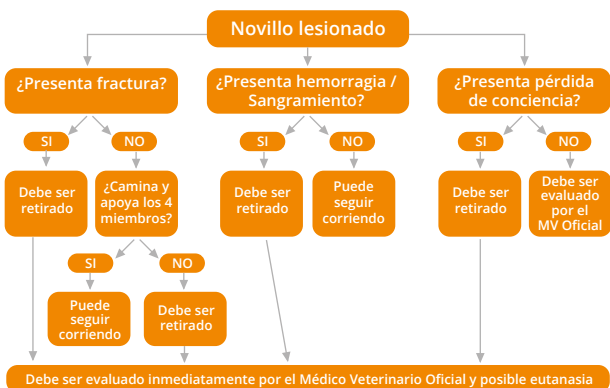 Novillo lesionado
¿Presenta fractura?
¿Presenta hemorragia /
Sangramiento?
¿Presenta pérdida
de conciencia?
SI
NO
SI
NO
SI
NO
Debe ser
retirado
¿Camina y
apoya los 4
miembros?
Debe ser
retirado
Puede
seguir
corriendo
Debe ser
retirado
Debe ser
evaluado
por el
MV Oficial
SI
NO
Puede
seguir
corriendo
Debe ser
retirado
Debe ser evaluado inmediatamente por el Médico Veterinario Oficial y posible eutanasia